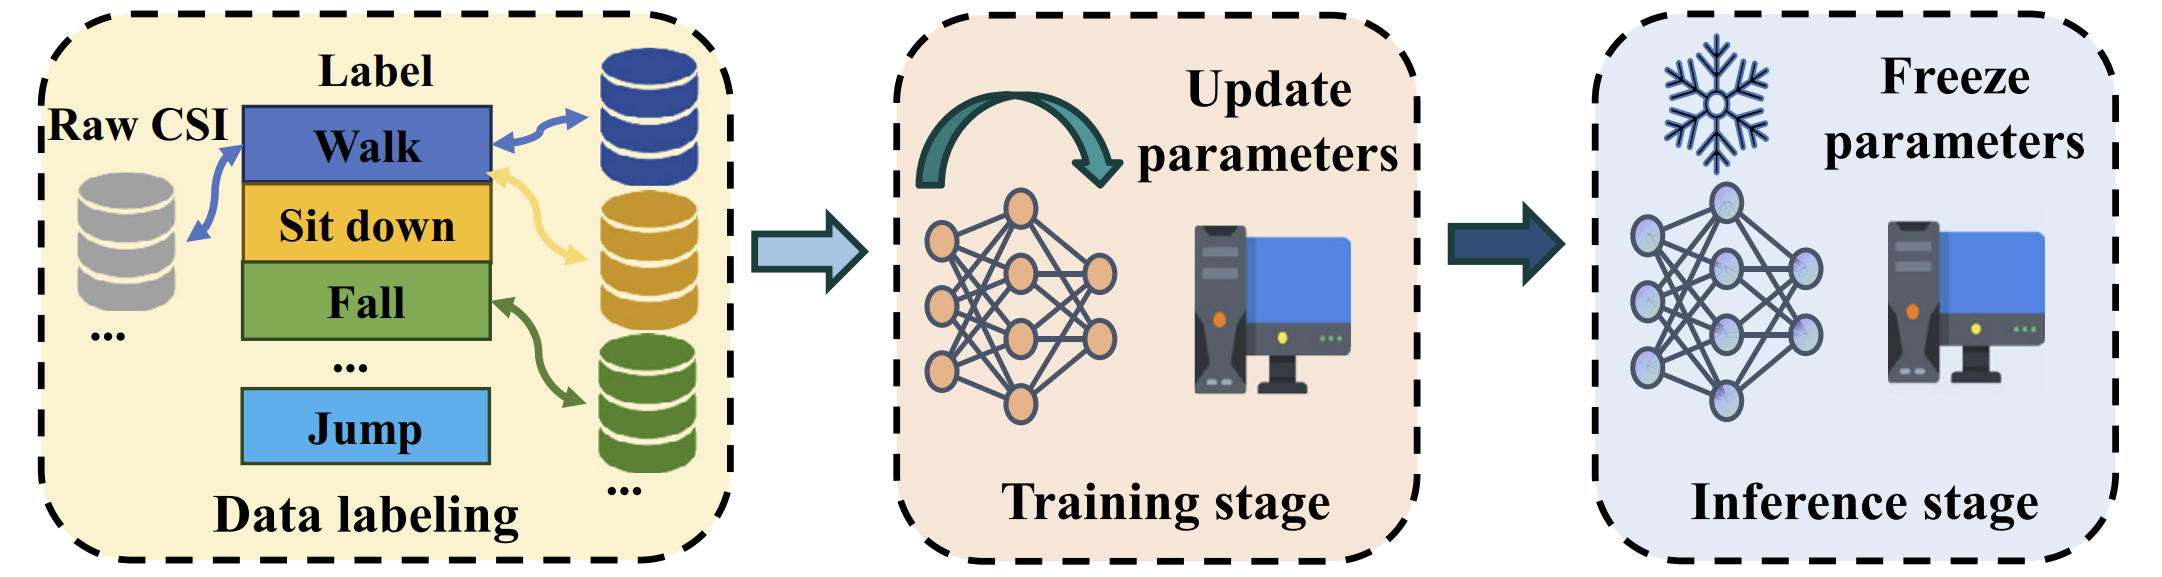 Label
Raw CSI
Walk
Sit down
Fall
...
...
Jump
...
Data labeling
Update
parameters
Training stage
Freeze
parameters
Inference stage